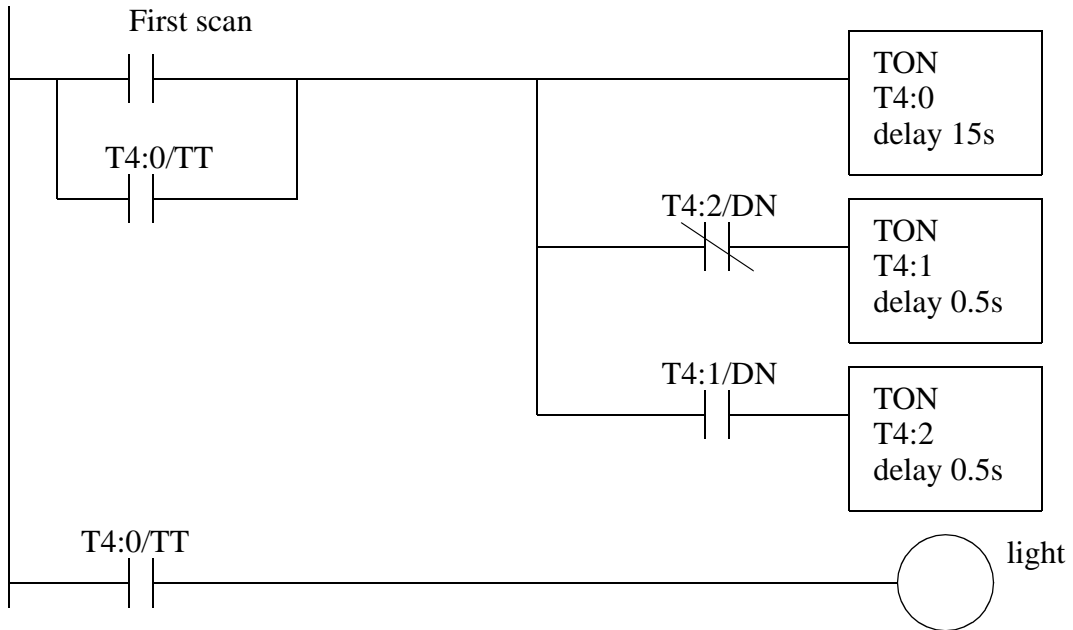 First scan
TON
T4:0
delay 15s
T4:0/TT
T4:2/DN
TON
T4:1
delay 0.5s
T4:1/DN
TON
T4:2
delay 0.5s
T4:0/TT
light